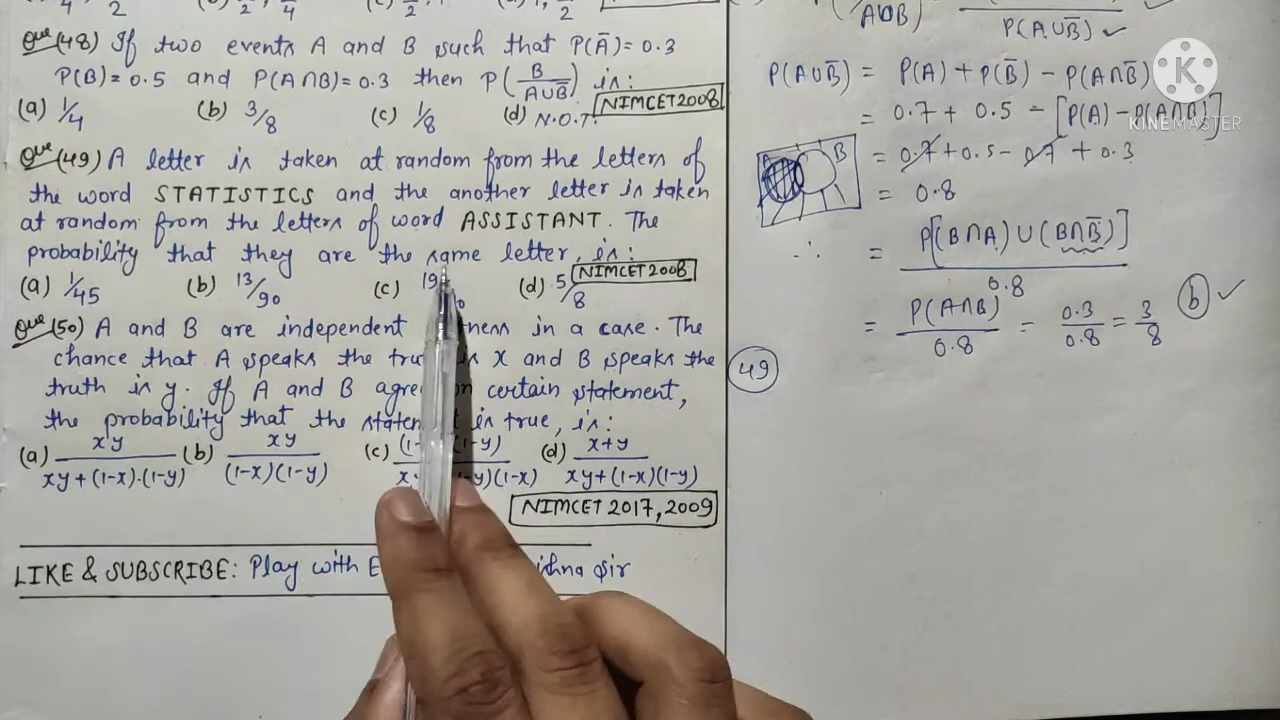 Que (48) If two events A and B such that P(Ā) = 0.3
P(B) = 0.5 and P(A∩B) = 0.3 then P(B/A∪B̄) is:
(a) 1/4 (b) 3/8 (c) 1/8 (d) N.O.T. NIMCET 2008
Que (49) A letter is taken at random from the letters of
the word STATISTICS and the another letter is taken
at random from the letters of word ASSISTANT. The
probability that they are the same letter, is:
NIMCET 2008
(a) 1/45 (b) 13/90 (c) (d) 5/8
Que (50) A and B are independent in a case. The
chance that A speaks the x and B speaks the
truth is y. If A and B certain statement,
the probability that the is true, is:
(a) xy/xy + (1-x).(1-y) (b) xy/(1-x)(1-y) (c) (d) x+y/xy+(1-x)(1-y)
NIMCET 2017, 2009
LIKE & SUBSCRIBE: Play with Sir
A∪B P(A∪B̄) ✓
P(A∪B̄) = P(A) + P(B̄) - P(A∩B̄)
= 0.7 + 0.5 - [P(A) - P(A∩B)]
KINEMASTER
A B = 0.7 + 0.5 - 0.7 + 0.3
= 0.8
∴ = P[(B∩A) ∪ (B∩B̄)]/0.8
= P(A∩B)/0.8 = 0.3/0.8 = 3/8 (b) ✓
49
K